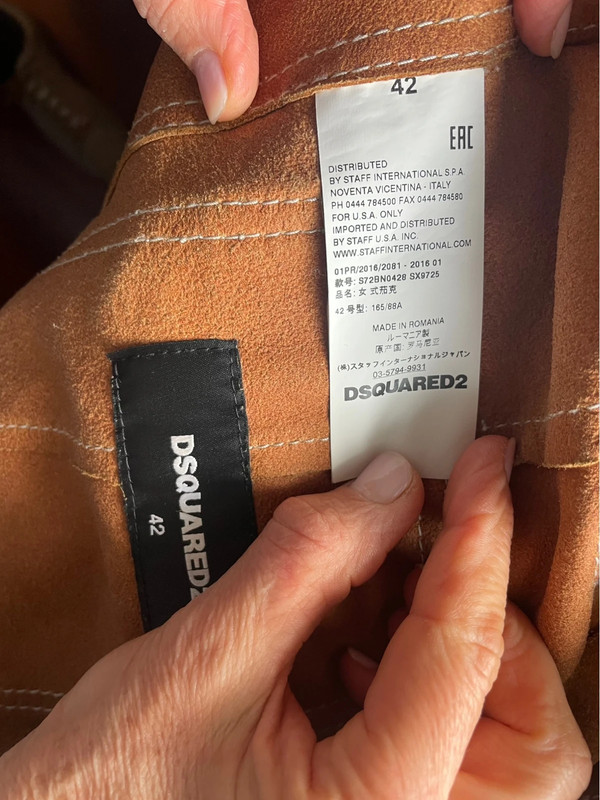 42
EAC
DISTRIBUTED
BY STAFF INTERNATIONAL S.P.A
NOVENTA VICENTINA - ITALY
PH 0444 784500 FAX 0444 784580
FOR U.S.A. ONLY
IMPORTED AND DISTRIBUTED
BY STAFF U.S.A. INC.
WWW.STAFFINTERNATIONAL.COM
01PR/2016/2081 - 2016 01
款号: S72BN0428 SX9725
品名: 女 式茄克
42 号型: 165/88A
MADE IN ROMANIA
ルーマニア製
原产国: 罗马尼亚
(株)スタッフインターナショナルジャパン
03-5794-9931
DSQUARED2
DSQUARED2
42